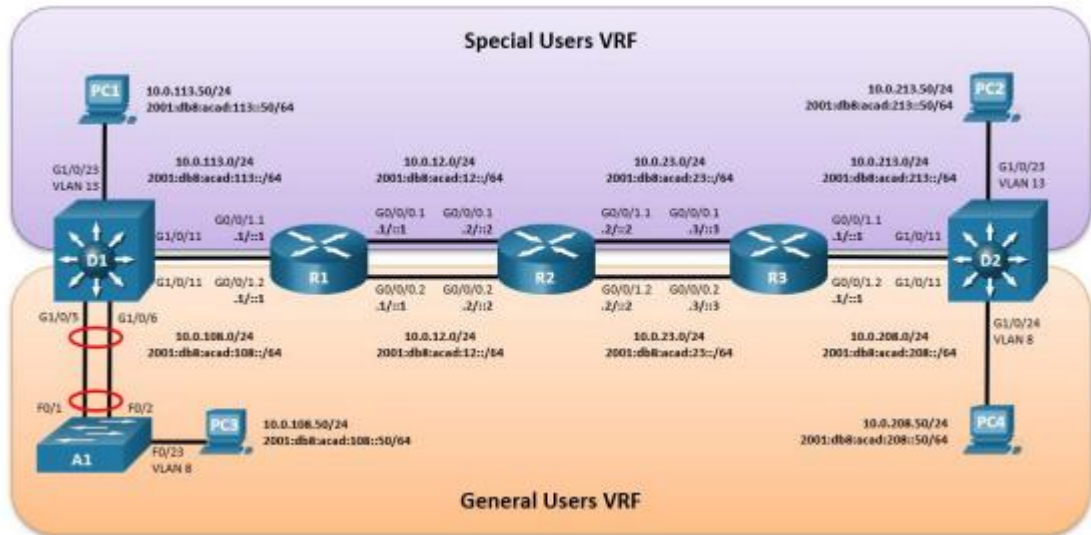 Special Users VRF
PC1
10.0.113.50/24
2001:db8:acad:113::50/64
10.0.213.50/24
2001:db8:acad:213::50/64
PC2
G1/0/23
VLAN 13
10.0.113.0/24
2001:db8:acad:113::/64
10.0.12.0/24
2001:db8:acad:12::/64
10.0.23.0/24
2001:db8:acad:23::/64
10.0.213.0/24
2001:db8:acad:213::/64
G1/0/23
VLAN 13
D1
G1/0/11
G0/0/1.1
.1/::1
R1
G0/0/0.1
.1/::1
G0/0/0.1
.2/::2
R2
G0/0/1.1
.2/::2
G0/0/0.1
.3/::3
R3
G0/0/1.1
.1/::1
G1/0/11
D2
G1/0/11
G0/0/1.2
.1/::1
G0/0/0.2
.1/::1
G0/0/0.2
.2/::2
G0/0/1.2
.2/::2
G0/0/0.2
.3/::3
G0/0/1.2
.1/::1
G1/0/11
G1/0/5
G1/0/6
10.0.108.0/24
2001:db8:acad:108::/64
10.0.12.0/24
2001:db8:acad:12::/64
10.0.23.0/24
2001:db8:acad:23::/64
10.0.208.0/24
2001:db8:acad:208::/64
G1/0/24
VLAN 8
F0/1
F0/2
A1
F0/23
VLAN 8
PC3
10.0.108.50/24
2001:db8:acad:108::50/64
10.0.208.50/24
2001:db8:acad:208::50/64
PC4
General Users VRF